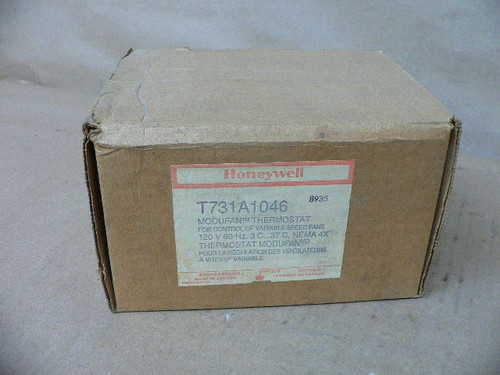 Honeywell
T731A1046 8935
MODUFAN™ THERMOSTAT
FOR CONTROL OF VARIABLE SPEED FANS
120 V 60 Hz, 3 C...37 C, NEMA 4X
THERMOSTAT MODUFAN
POUR LA RÉGULATION DES VENTILATEURS
À VITESSE VARIABLE